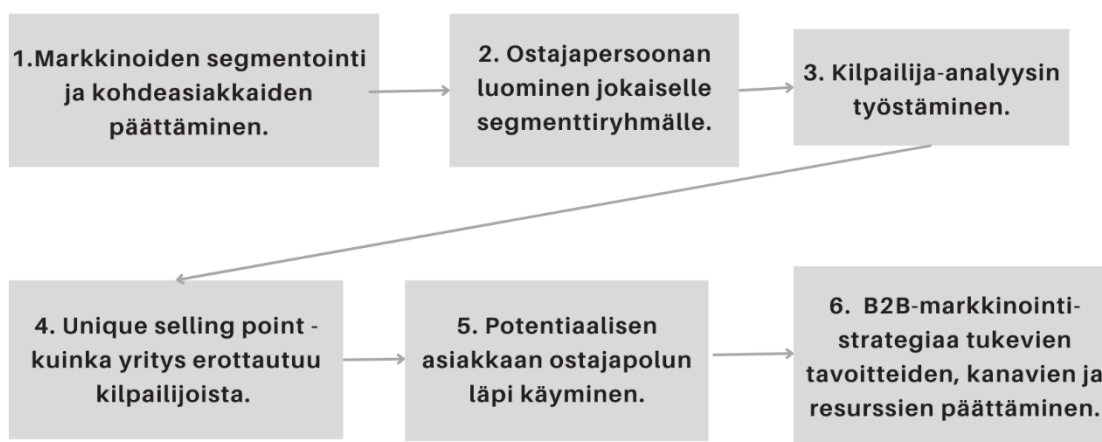 1.Markkinoiden segmentointi
ja kohdeasiakkaiden
päättäminen.
2. Ostajapersoonan
luominen jokaiselle
segmenttiryhmälle.
3. Kilpailija-analyysin
työstäminen.
4. Unique selling point -
kuinka yritys erottautuu
kilpailijoista.
5. Potentiaalisen
asiakkaan ostajapolun
läpi käyminen.
6. B2B-markkinointi-
strategiaa tukevien
tavoitteiden, kanavien ja
resurssien päättäminen.